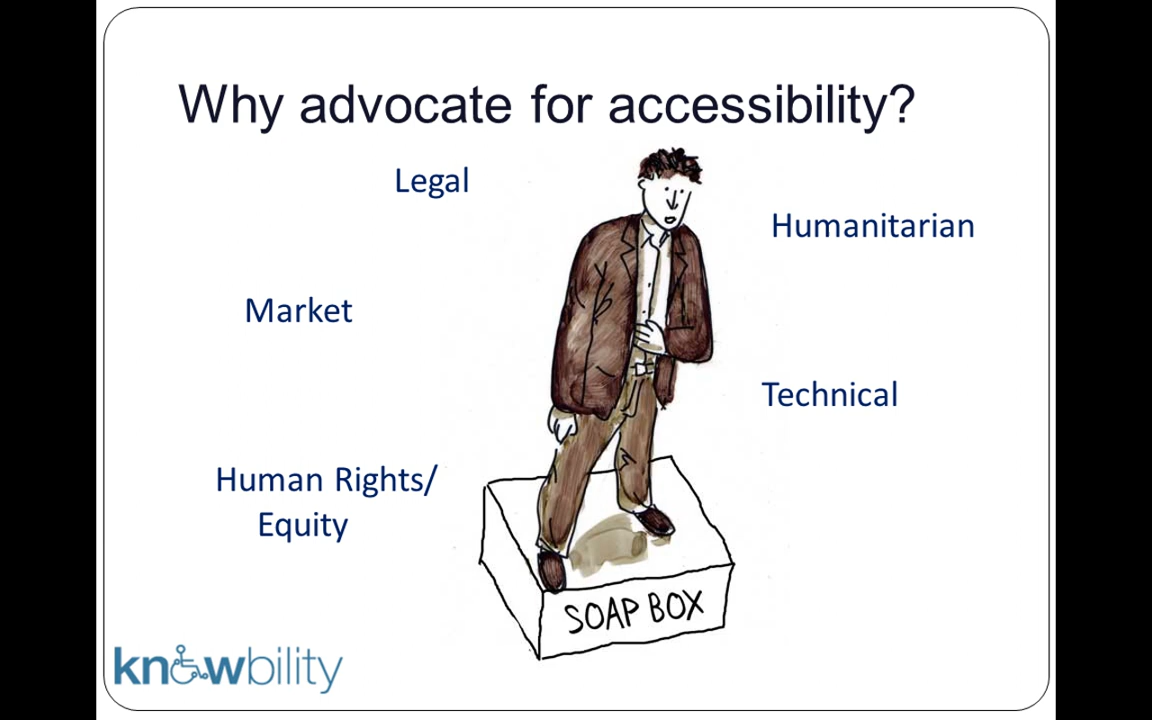 Why advocate for accessibility?
Legal
Humanitarian
Market
Technical
Human Rights/
Equity
SOAP BOX
knowbility